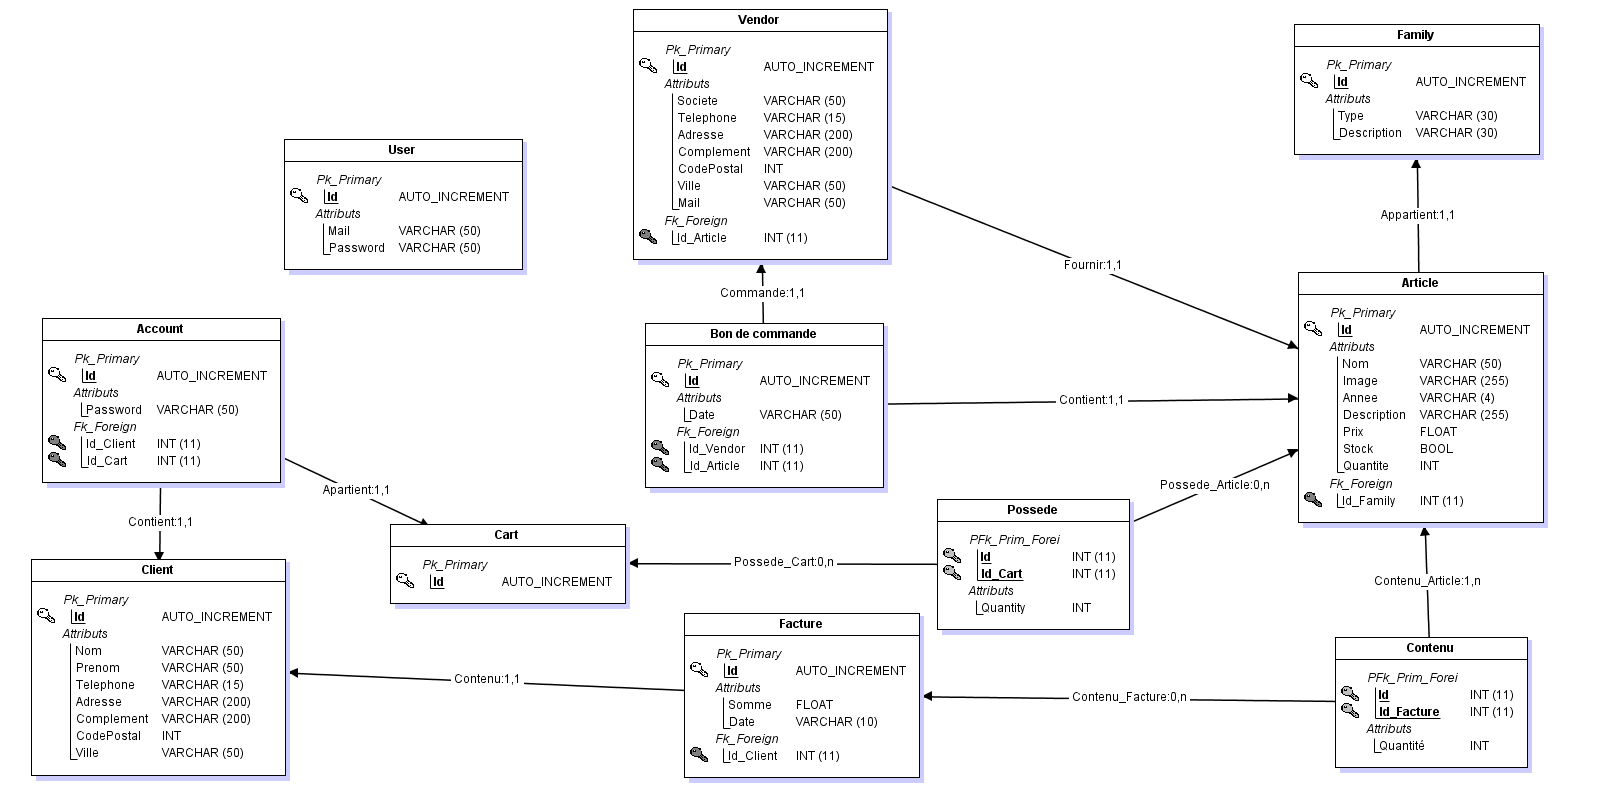 Vendor
Pk_Primary
Id AUTO_INCREMENT
Attributs
Societe VARCHAR (50)
Telephone VARCHAR (15)
Adresse VARCHAR (200)
Complement VARCHAR (200)
CodePostal INT
Ville VARCHAR (50)
Mail VARCHAR (50)
Fk_Foreign
Id_Article INT (11)
Family
Pk_Primary
Id AUTO_INCREMENT
Attributs
Type VARCHAR (30)
Description VARCHAR (30)
User
Pk_Primary
Id AUTO_INCREMENT
Attributs
Mail VARCHAR (50)
Password VARCHAR (50)
Appartient:1,1
Fournir:1,1
Commande:1,1
Article
Pk_Primary
Id AUTO_INCREMENT
Attributs
Nom VARCHAR (50)
Image VARCHAR (255)
Annee VARCHAR (4)
Description VARCHAR (255)
Prix FLOAT
Stock BOOL
Quantite INT
Fk_Foreign
Id_Family INT (11)
Account
Pk_Primary
Id AUTO_INCREMENT
Attributs
Password VARCHAR (50)
Fk_Foreign
Id_Client INT (11)
Id_Cart INT (11)
Bon de commande
Pk_Primary
Id AUTO_INCREMENT
Attributs
Date VARCHAR (50)
Fk_Foreign
Id_Vendor INT (11)
Id_Article INT (11)
Contient:1,1
Apartient:1,1
Possede_Article:0,n
Contient:1,1
Cart
Pk_Primary
Id AUTO_INCREMENT
Possede
PFk_Prim_Forei
Id INT (11)
Id_Cart INT (11)
Attributs
Quantity INT
Possede_Cart:0,n
Contenu_Article:1,n
Client
Pk_Primary
Id AUTO_INCREMENT
Attributs
Nom VARCHAR (50)
Prenom VARCHAR (50)
Telephone VARCHAR (15)
Adresse VARCHAR (200)
Complement VARCHAR (200)
CodePostal INT
Ville VARCHAR (50)
Contenu:1,1
Facture
Pk_Primary
Id AUTO_INCREMENT
Attributs
Somme FLOAT
Date VARCHAR (10)
Fk_Foreign
Id_Client INT (11)
Contenu_Facture:0,n
Contenu
PFk_Prim_Forei
Id INT (11)
Id_Facture INT (11)
Attributs
Quantité INT